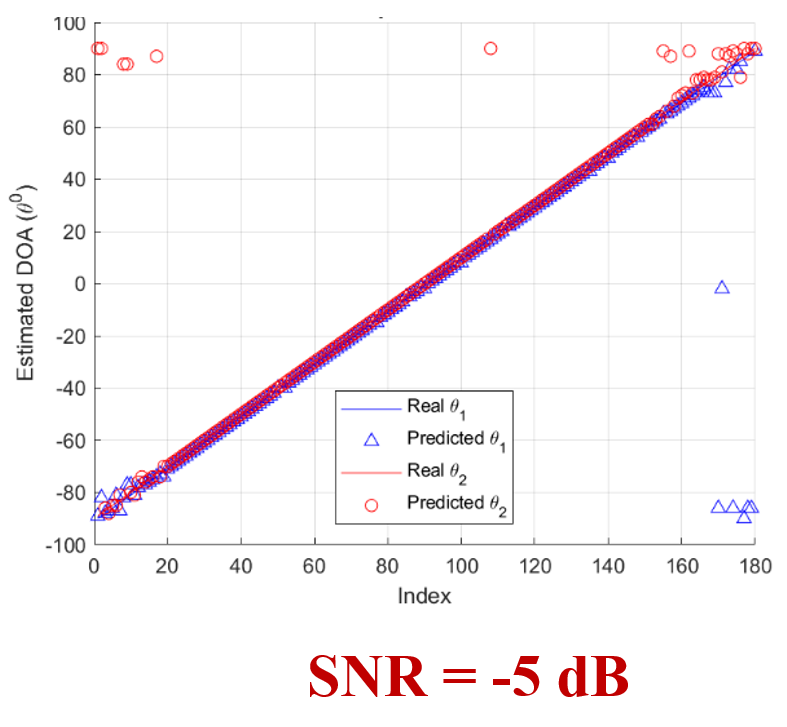 100
80
60
40
20
0
-20
-40
-60
-80
-100
Estimated DOA (θ⁰)
0 20 40 60 80 100 120 140 160 180
Index
Real θ₁
Predicted θ₁
Real θ₂
Predicted θ₂
SNR = -5 dB